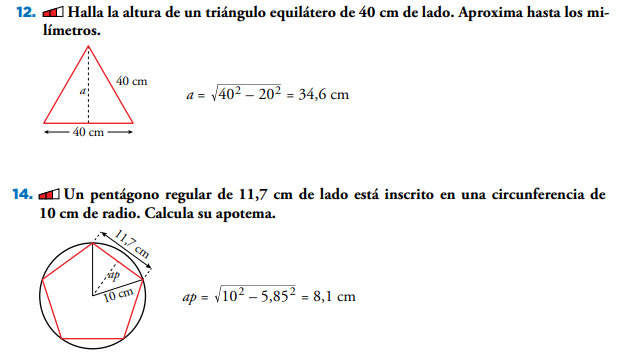 12. Halla la altura de un triángulo equilátero de 40 cm de lado. Aproxima hasta los mi-
límetros.
40 cm
a
a = √40² – 20² = 34,6 cm
40 cm
14. Un pentágono regular de 11,7 cm de lado está inscrito en una circunferencia de
10 cm de radio. Calcula su apotema.
11,7 cm
ap
10 cm
ap = √10² – 5,85² = 8,1 cm